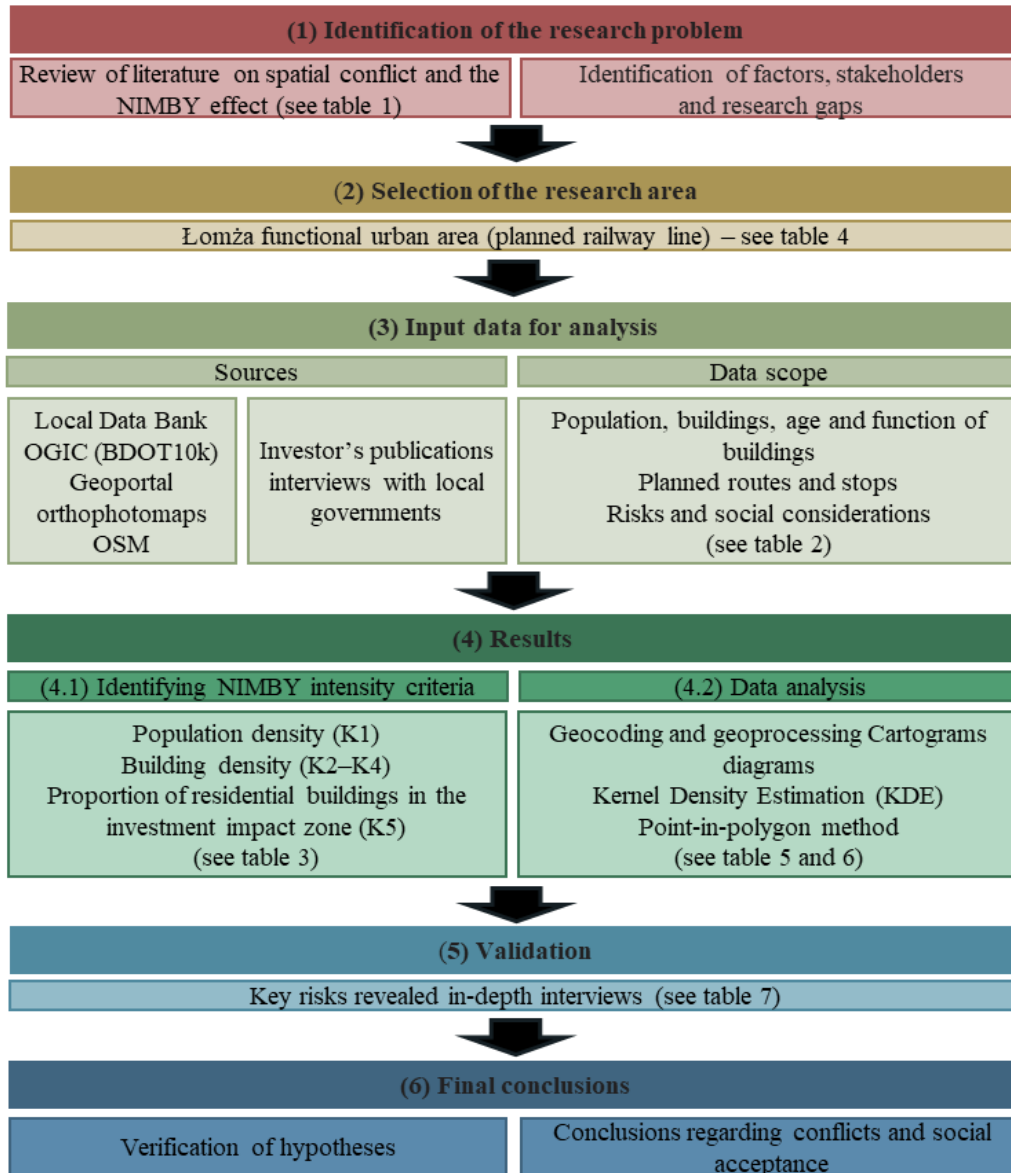 (1) Identification of the research problem
Review of literature on spatial conflict and the
NIMBY effect (see table 1)
Identification of factors, stakeholders
and research gaps
(2) Selection of the research area
Łomża functional urban area (planned railway line) – see table 4
(3) Input data for analysis
Sources
Data scope
Local Data Bank
OGIC (BDOT10k)
Geoportal
orthophotomaps
OSM
Investor's publications
interviews with local
governments
Population, buildings, age and function of
buildings
Planned routes and stops
Risks and social considerations
(see table 2)
(4) Results
(4.1) Identifying NIMBY intensity criteria
(4.2) Data analysis
Population density (K1)
Building density (K2–K4)
Proportion of residential buildings in the
investment impact zone (K5)
(see table 3)
Geocoding and geoprocessing Cartograms
diagrams
Kernel Density Estimation (KDE)
Point-in-polygon method
(see table 5 and 6)
(5) Validation
Key risks revealed in-depth interviews (see table 7)
(6) Final conclusions
Verification of hypotheses
Conclusions regarding conflicts and social
acceptance